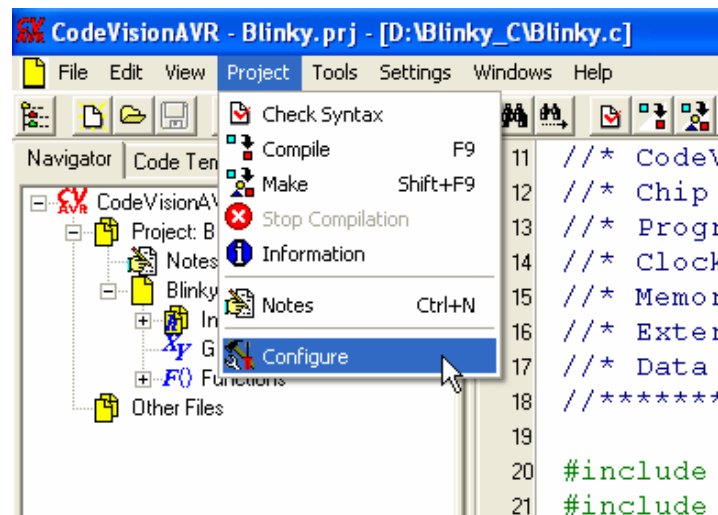 CodeVisionAVR - Blinky.prj - [D:\Blinky_C\Blinky.c]
File Edit View Project Tools Settings Windows Help
Check Syntax
Compile F9
Make Shift+F9
Stop Compilation
Information
Notes Ctrl+N
Configure
Navigator Code Ten
CodeVisionAV
Project: B
Notes
Blinky
In
G
F() Functions
Other Files
11 //* CodeV
12 //* Chip
13 //* Progr
14 //* Clock
15 //* Memor
16 //* Exter
17 //* Data
18 //*******
19
20 #include
21 #include